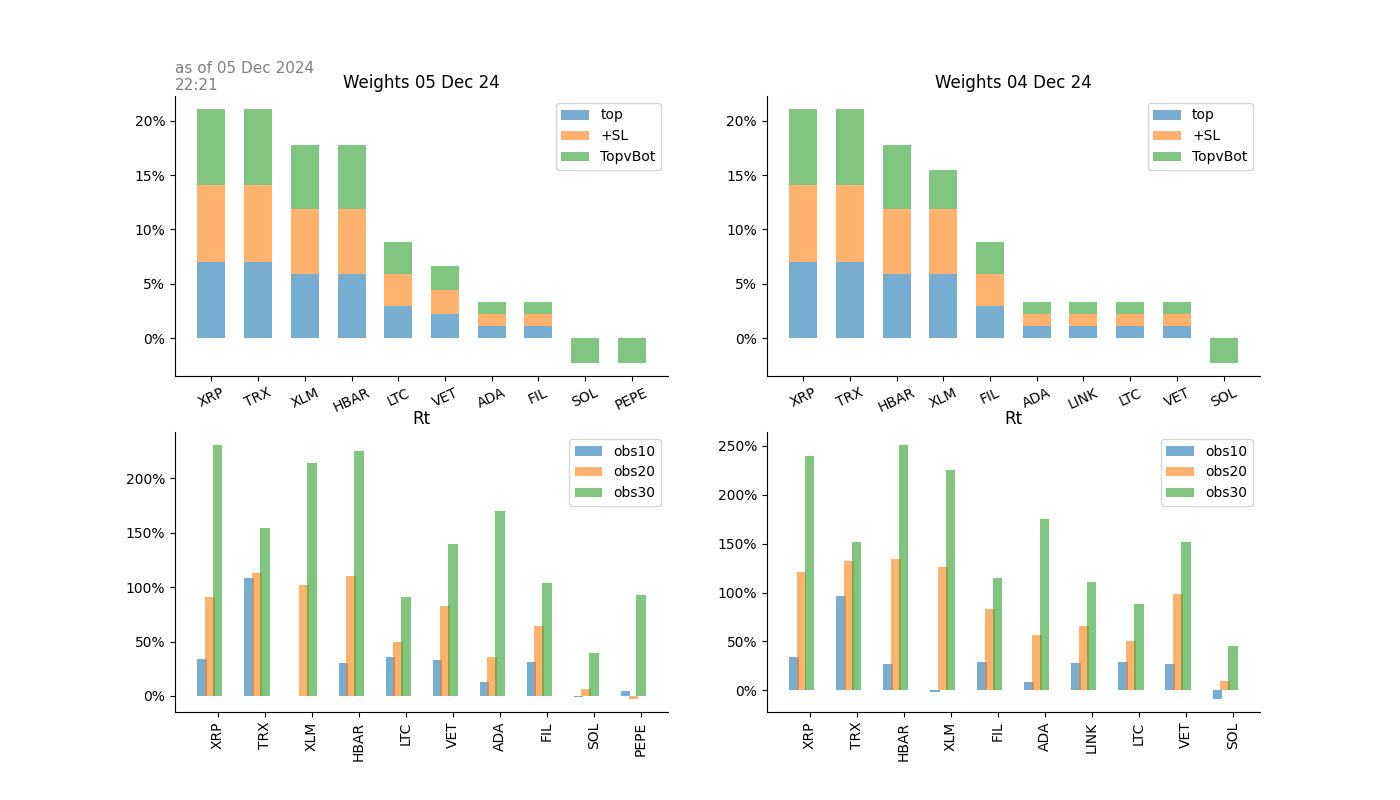 as of 05 Dec 2024
22:21
Weights 05 Dec 24
20%
15%
10%
5%
0%
top
+SL
TopvBot
XRP TRX XLM HBAR LTC VET ADA FIL SOL PEPE
Weights 04 Dec 24
20%
15%
10%
5%
0%
top
+SL
TopvBot
XRP TRX HBAR XLM FIL ADA LINK LTC VET SOL
Rt
200%
150%
100%
50%
0%
obs10
obs20
obs30
XRP TRX XLM HBAR LTC VET ADA FIL SOL PEPE
Rt
250%
200%
150%
100%
50%
0%
obs10
obs20
obs30
XRP TRX HBAR XLM FIL ADA LINK LTC VET SOL